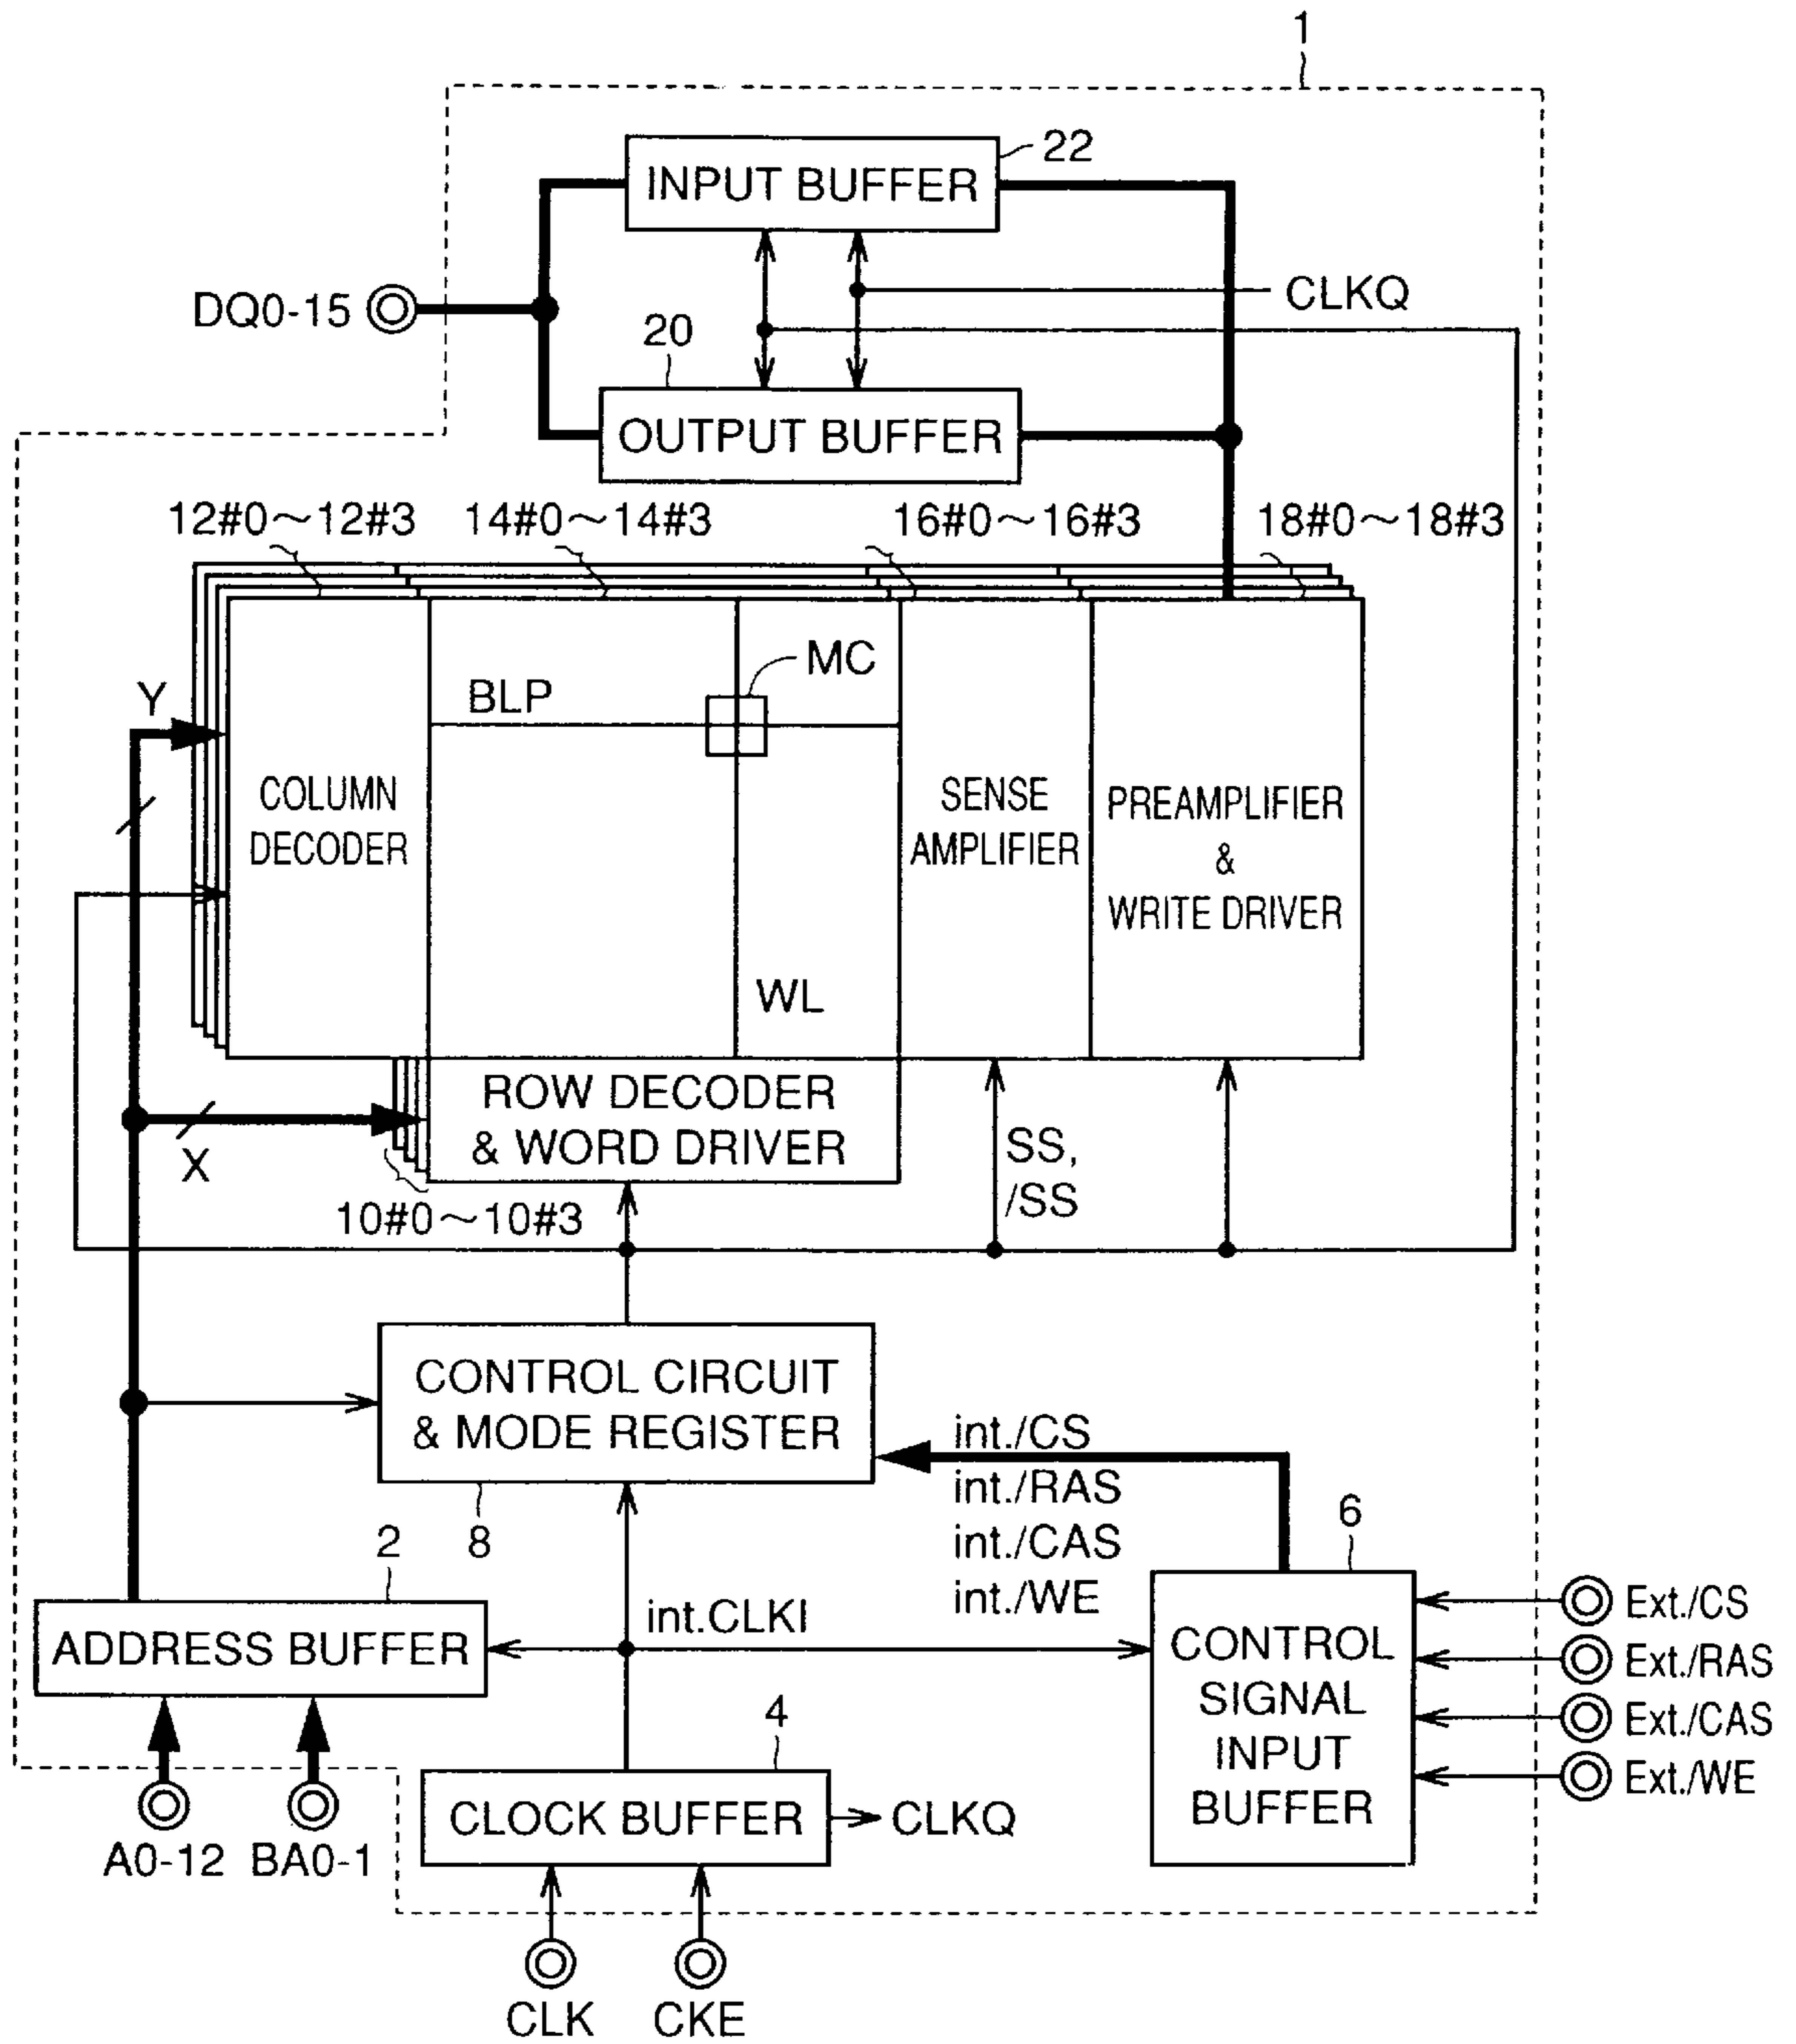 1
22
INPUT BUFFER
DQ0-15
CLKQ
20
OUTPUT BUFFER
12#0～12#3
14#0～14#3
16#0～16#3
18#0～18#3
MC
Y
BLP
COLUMN
DECODER
SENSE
AMPLIFIER
PREAMPLIFIER
&
WRITE DRIVER
WL
ROW DECODER
& WORD DRIVER
X
SS,
/SS
10#0～10#3
CONTROL CIRCUIT
& MODE REGISTER
int./CS
int./RAS
int./CAS
int./WE
8
6
2
int.CLKI
ADDRESS BUFFER
CONTROL
SIGNAL
INPUT
BUFFER
Ext./CS
Ext./RAS
Ext./CAS
Ext./WE
4
CLOCK BUFFER
CLKQ
A0-12
BA0-1
CLK
CKE